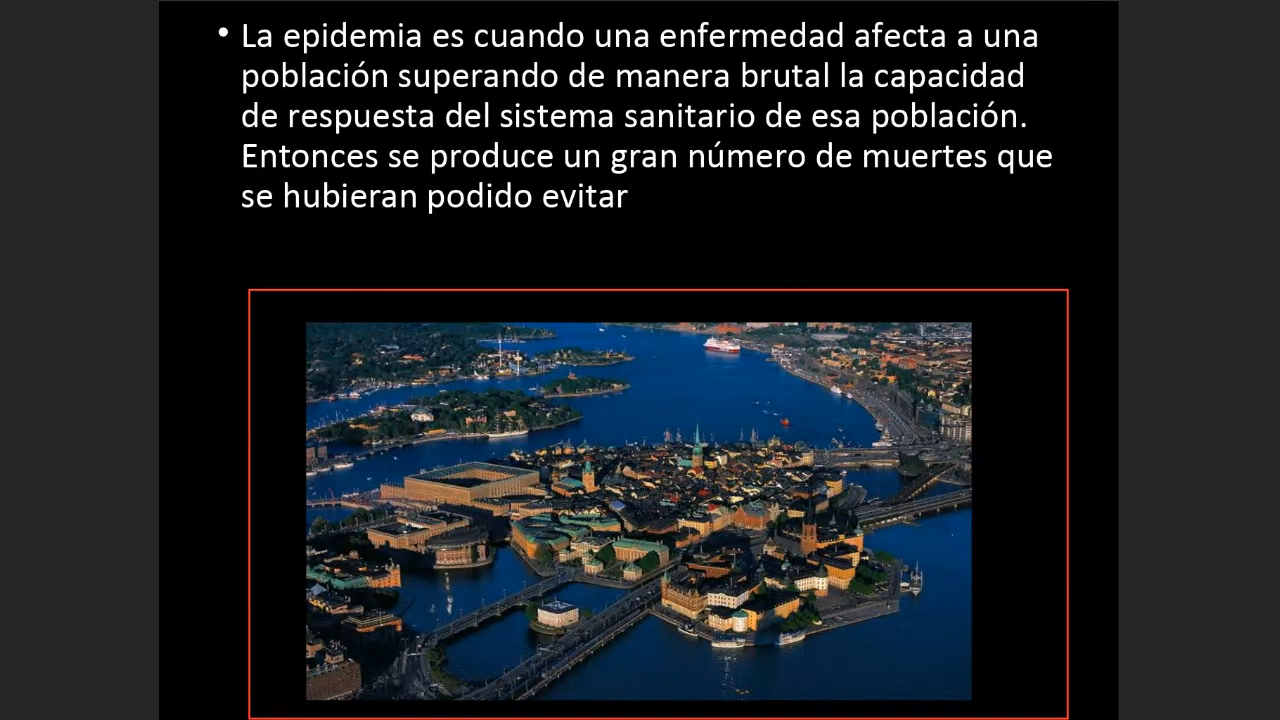 • La epidemia es cuando una enfermedad afecta a una
población superando de manera brutal la capacidad
de respuesta del sistema sanitario de esa población.
Entonces se produce un gran número de muertes que
se hubieran podido evitar